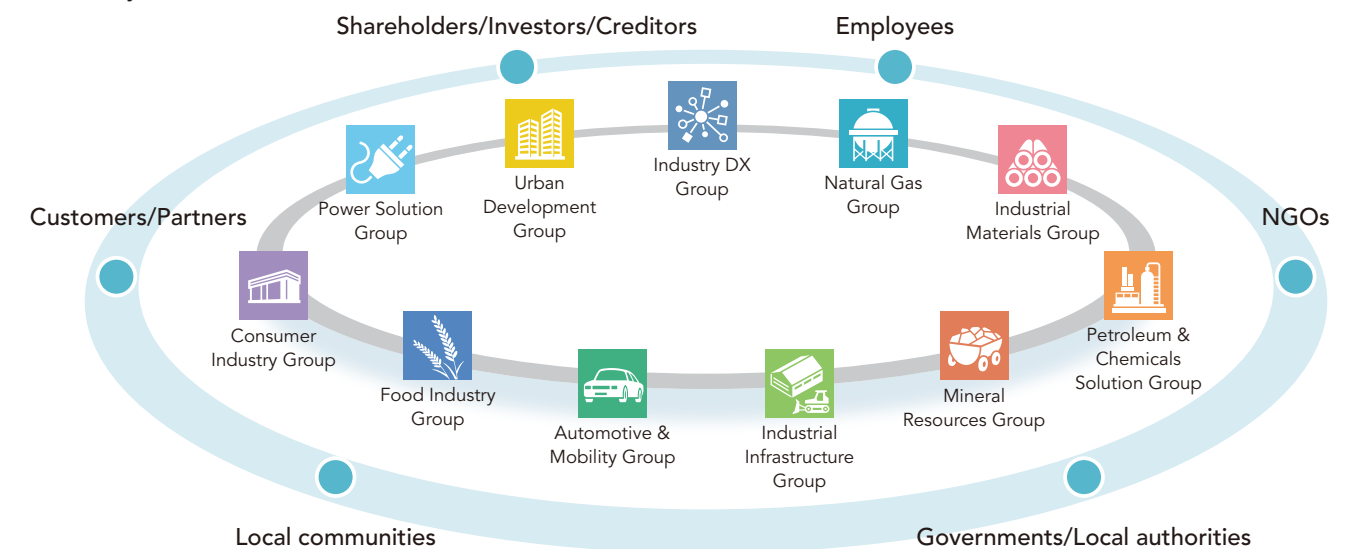 Shareholders/Investors/Creditors
Employees
Customers/Partners
NGOs
Power Solution
Group
Urban
Development
Group
Industry DX
Group
Natural Gas
Group
Industrial
Materials Group
Consumer
Industry Group
Food Industry
Group
Automotive &
Mobility Group
Industrial
Infrastructure
Group
Mineral
Resources Group
Petroleum &
Chemicals
Solution Group
Local communities
Governments/Local authorities